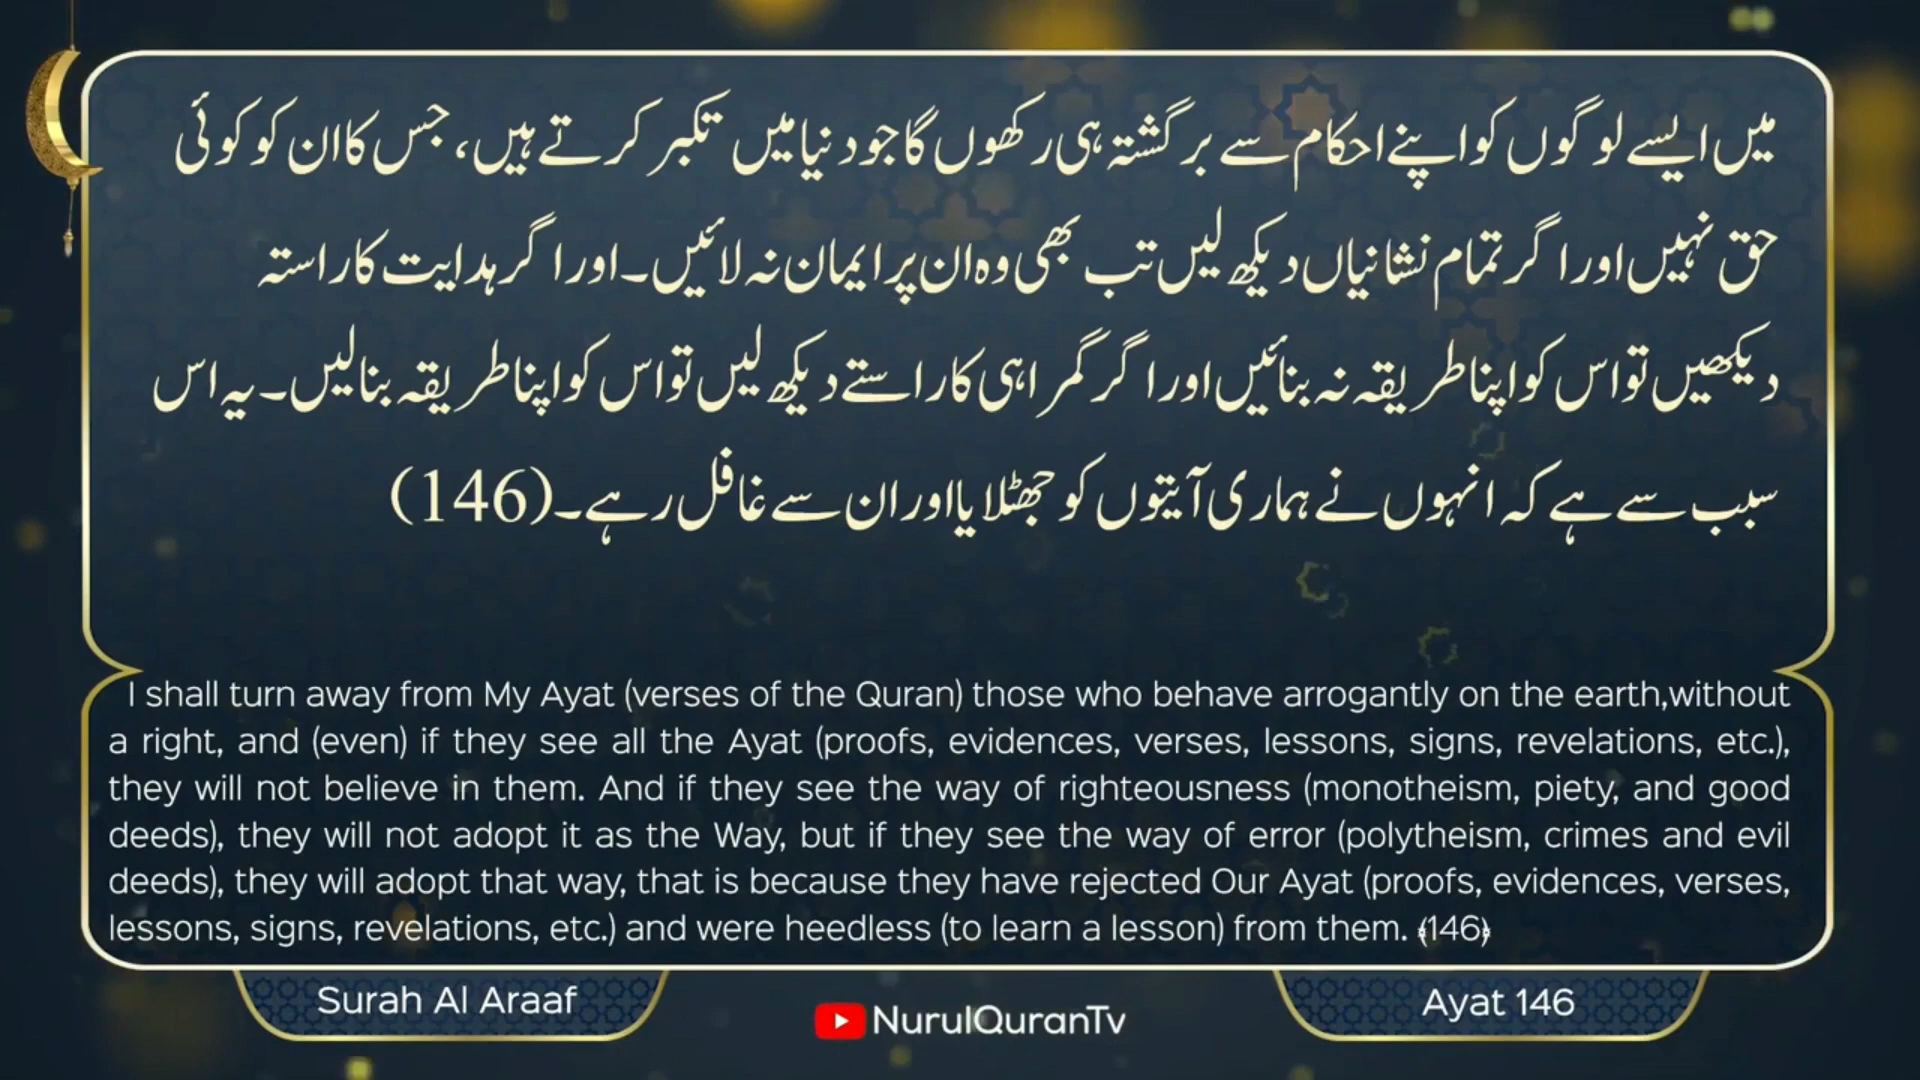 میں ایسے لوگوں کو اپنے احکام سے برگشتہ ہی رکھوں گا جو دنیا میں تکبر کرتے ہیں، جس کا ان کو کوئی
حق نہیں اور اگر تمام نشانیاں دیکھ لیں تب بھی وہ ان پر ایمان نہ لائیں۔ اور اگر ہدایت کا راستہ
دیکھیں تو اس کو اپنا طریقہ نہ بنائیں اور اگر گمراہی کا راستے دیکھ لیں تو اس کو اپنا طریقہ بنا لیں۔ یہ اس
سبب سے ہے کہ انہوں نے ہماری آیتوں کو جھٹلایا اور ان سے غافل رہے۔ (146)
I shall turn away from My Ayat (verses of the Quran) those who behave arrogantly on the earth,without
a right, and (even) if they see all the Ayat (proofs, evidences, verses, lessons, signs, revelations, etc.),
they will not believe in them. And if they see the way of righteousness (monotheism, piety, and good
deeds), they will not adopt it as the Way, but if they see the way of error (polytheism, crimes and evil
deeds), they will adopt that way, that is because they have rejected Our Ayat (proofs, evidences, verses,
lessons, signs, revelations, etc.) and were heedless (to learn a lesson) from them. ﴾146﴿
Surah Al Araaf
NurulQuranTv
Ayat 146